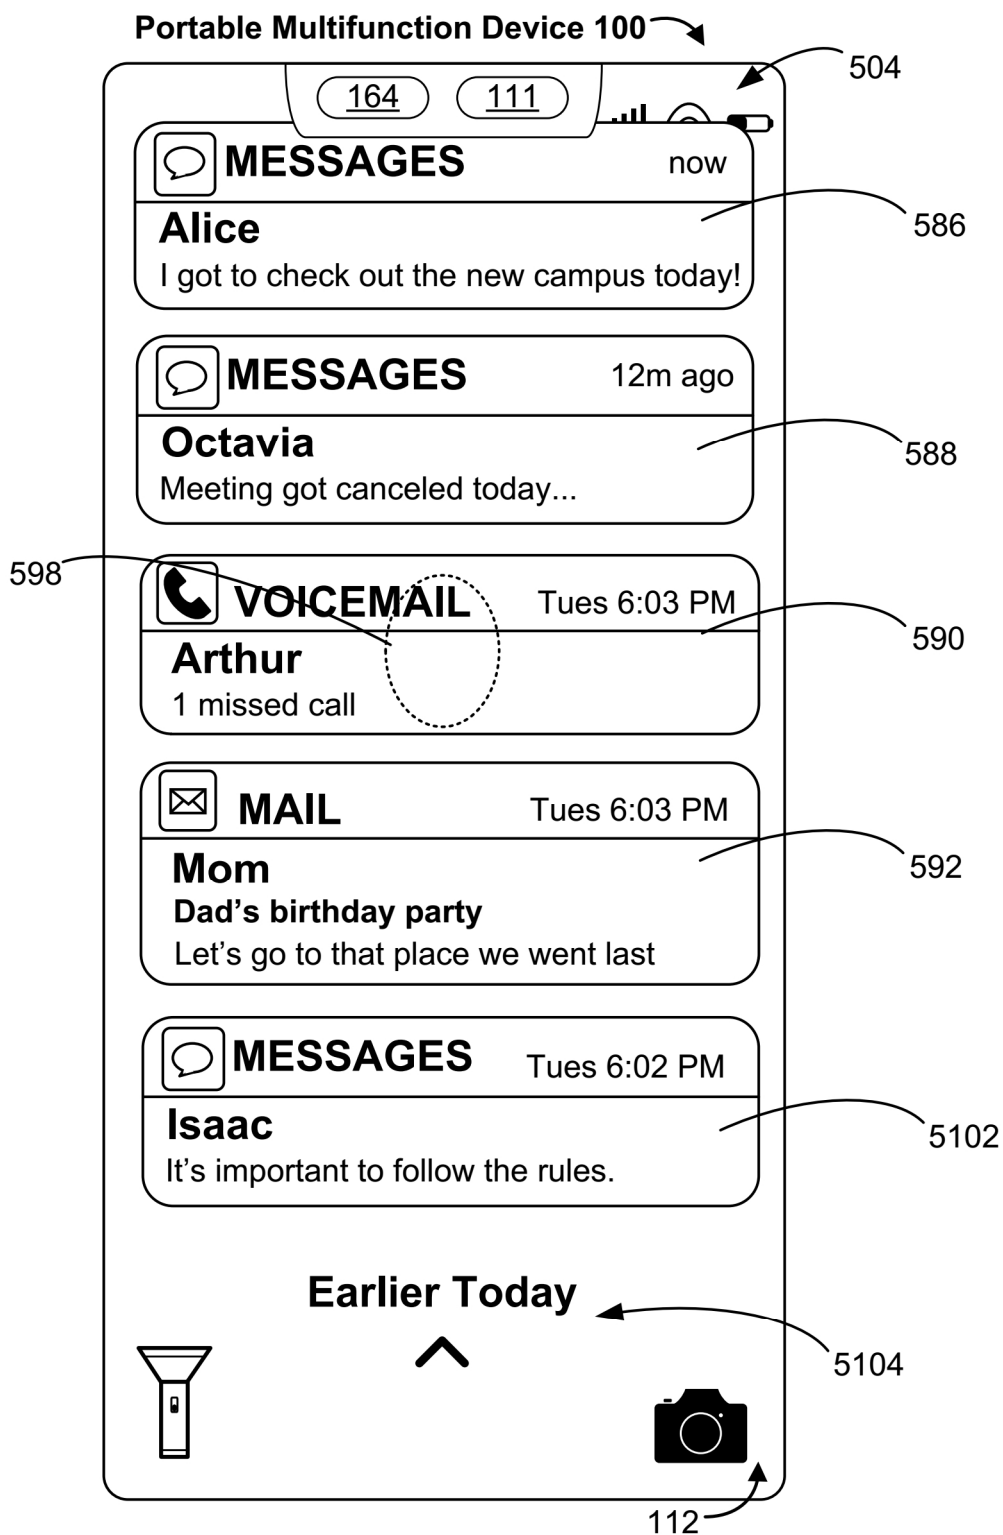 Portable Multifunction Device 100
504
164 111
MESSAGES now
586
Alice
I got to check out the new campus today!
MESSAGES 12m ago
Octavia
588
Meeting got canceled today...
598
VOICEMAIL Tues 6:03 PM
590
Arthur
1 missed call
MAIL Tues 6:03 PM
Mom
592
Dad's birthday party
Let's go to that place we went last
MESSAGES Tues 6:02 PM
Isaac
5102
It's important to follow the rules.
Earlier Today
5104
112